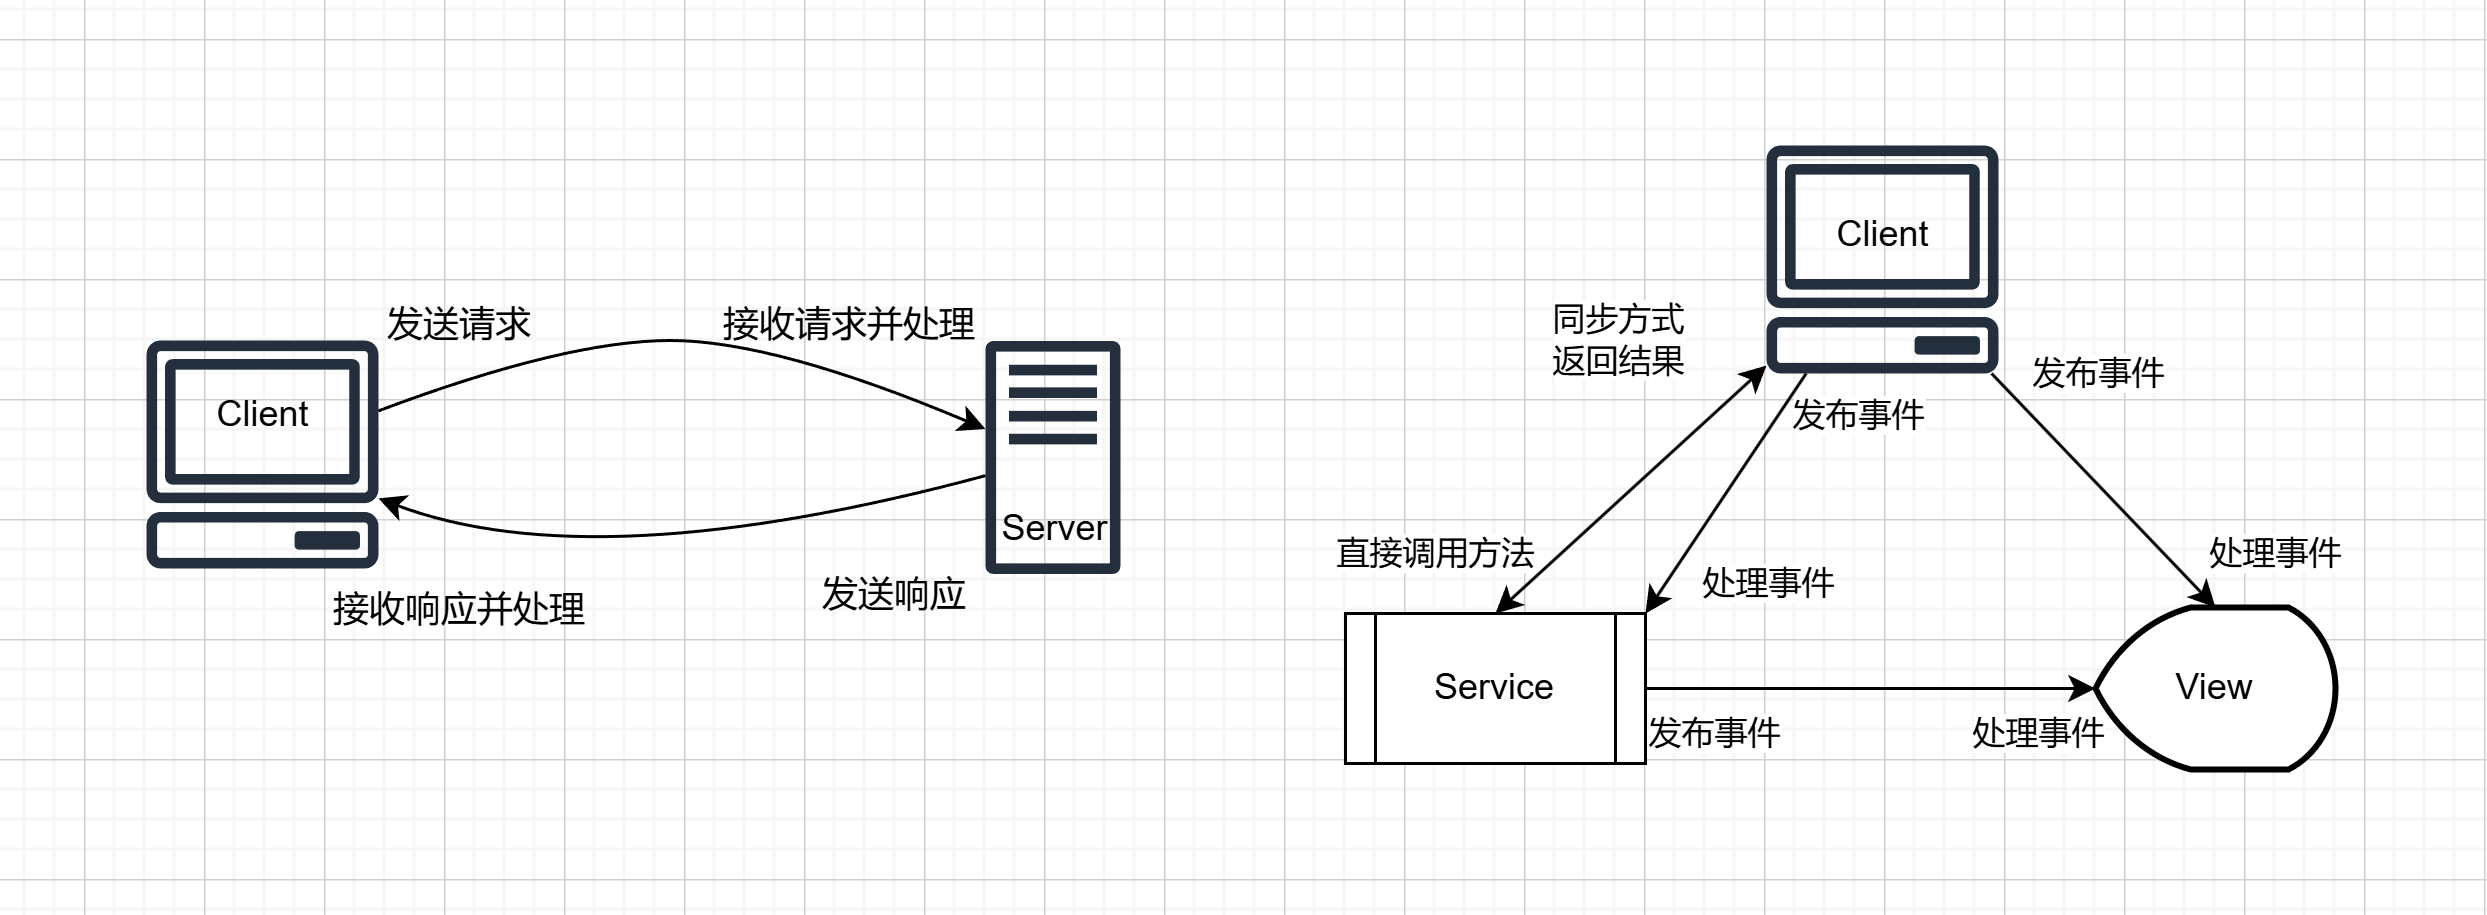 发送请求
接收请求并处理
Client
Server
发送响应
接收响应并处理
Client
同步方式
返回结果
发布事件
发布事件
直接调用方法
处理事件
处理事件
Service
View
发布事件
处理事件